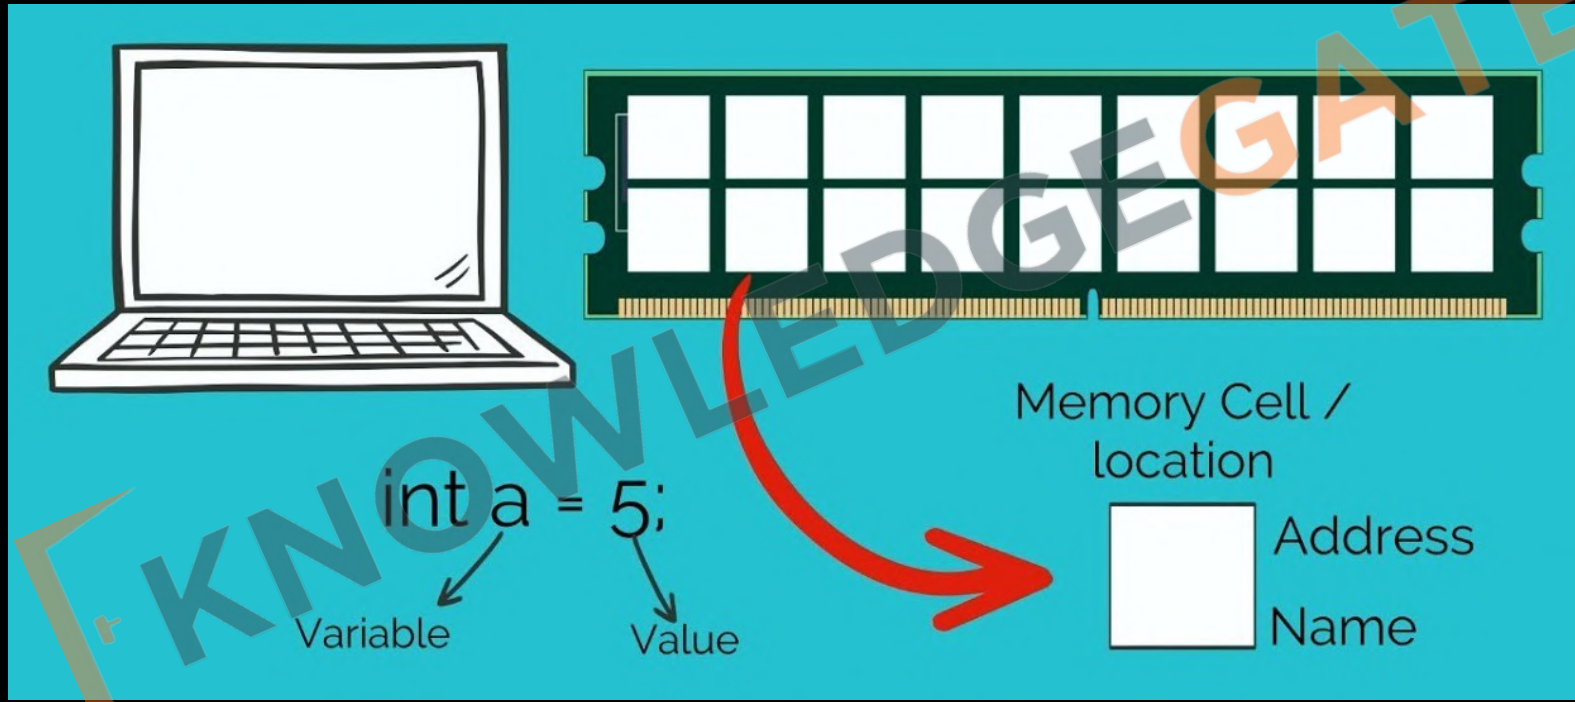 KNOWLEDGEGATE
Memory Cell /
location
int a = 5;
Address
Variable
Value
Name